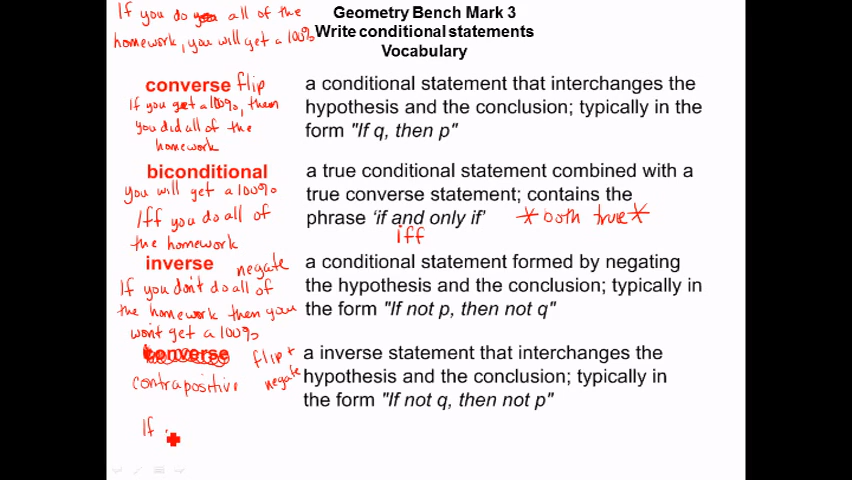 If you do all of the
homework, you will get a 100%
Geometry Bench Mark 3
Write conditional statements
Vocabulary
converse flip
If you get a 100%, then
you did all of the
homework
a conditional statement that interchanges the
hypothesis and the conclusion; typically in the
form "If q, then p"
biconditional
you will get a 100%
Iff you do all of
the homework
a true conditional statement combined with a
true converse statement; contains the
phrase ‘if and only if’ *both true*
iff
inverse negate
If you don't do all of
the homework then you
won't get a 100%
a conditional statement formed by negating
the hypothesis and the conclusion; typically in
the form "If not p, then not q"
converse flip +
contrapositive negate
a inverse statement that interchanges the
hypothesis and the conclusion; typically in
the form "If not q, then not p"
If